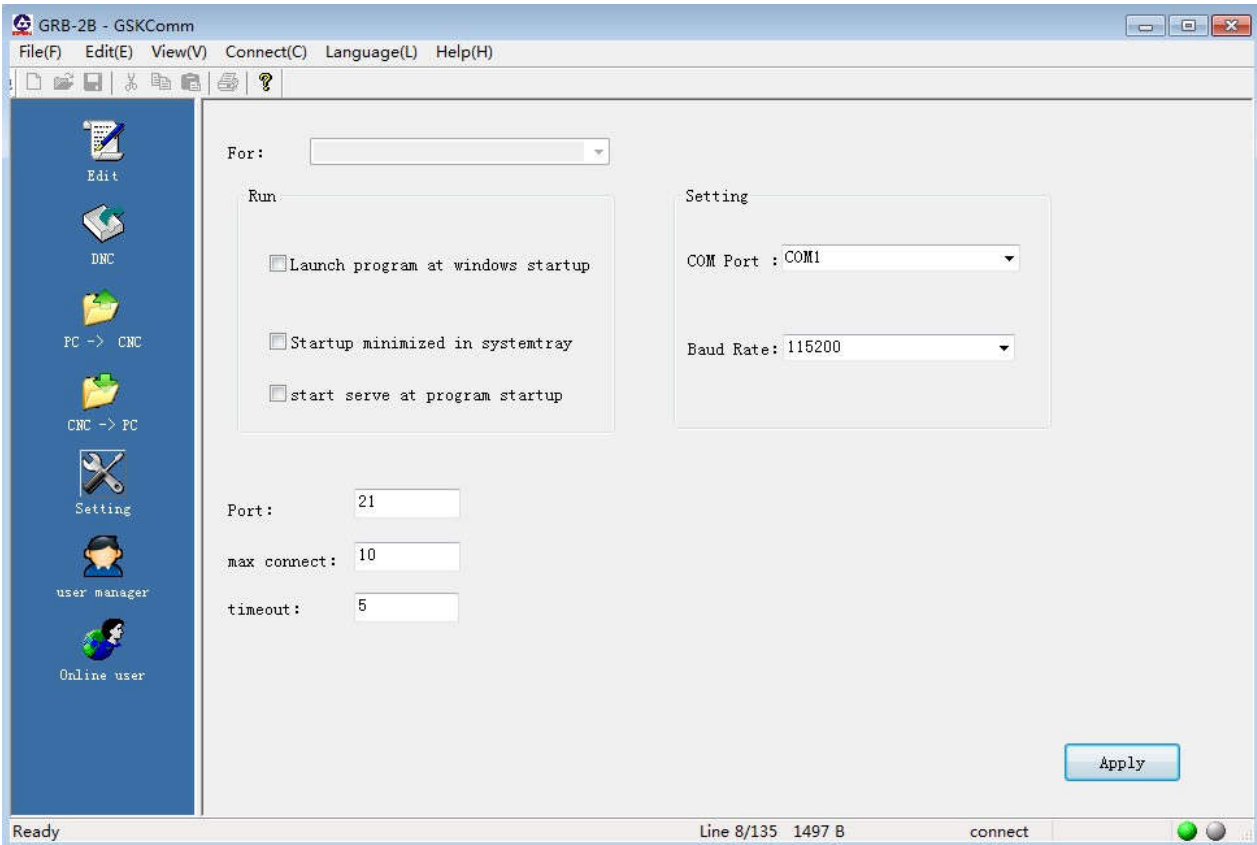 GRB-2B - GSKComm
File(F) Edit(E) View(V) Connect(C) Language(L) Help(H)
Edit
DNC
PC -> CNC
CNC -> PC
Setting
user manager
Online user
For:
Run
Launch program at windows startup
Startup minimized in systemtray
start serve at program startup
Setting
COM Port : COM1
Baud Rate: 115200
Port: 21
max connect: 10
timeout: 5
Apply
Ready Line 8/135 1497 B connect